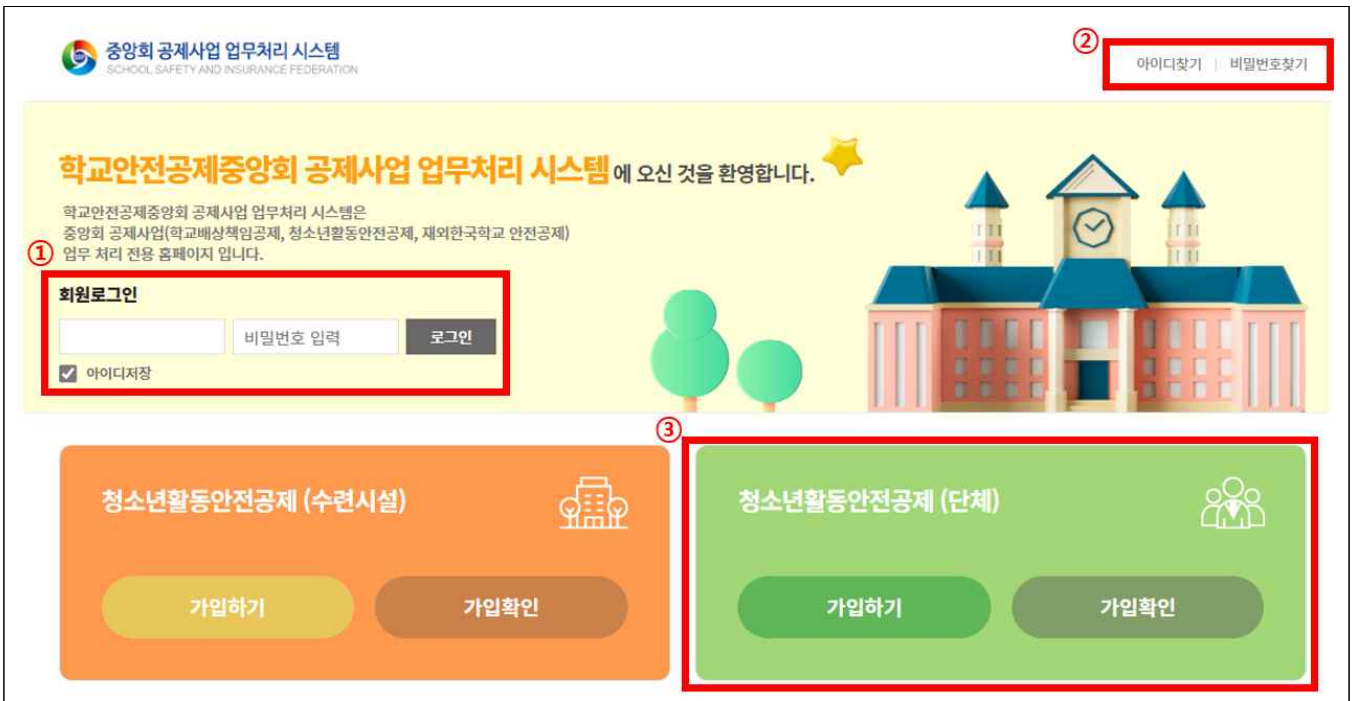 중앙회 공제사업 업무처리 시스템
SCHOOL SAFETY AND INSURANCE FEDERATION
②
아이디찾기 | 비밀번호찾기
학교안전공제중앙회 공제사업 업무처리 시스템에 오신 것을 환영합니다.
학교안전공제중앙회 공제사업 업무처리 시스템은
중앙회 공제사업(학교배상책임공제, 청소년활동안전공제, 재외한국학교 안전공제)
업무 처리 전용 홈페이지 입니다.
①
회원로그인
비밀번호 입력 로그인
아이디저장
③
청소년활동안전공제 (수련시설)
가입하기 가입확인
청소년활동안전공제 (단체)
가입하기 가입확인